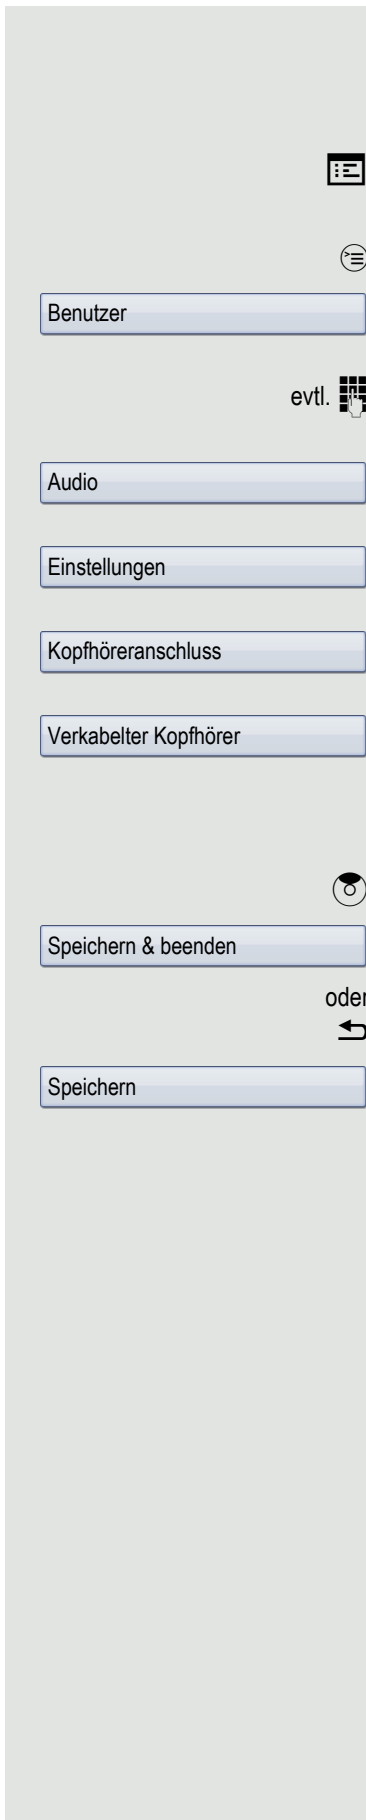 Benutzer
evtl.
Audio
Einstellungen
Kopfhöreranschluss
Verkabelter Kopfhörer
Speichern & beenden
oder
Speichern